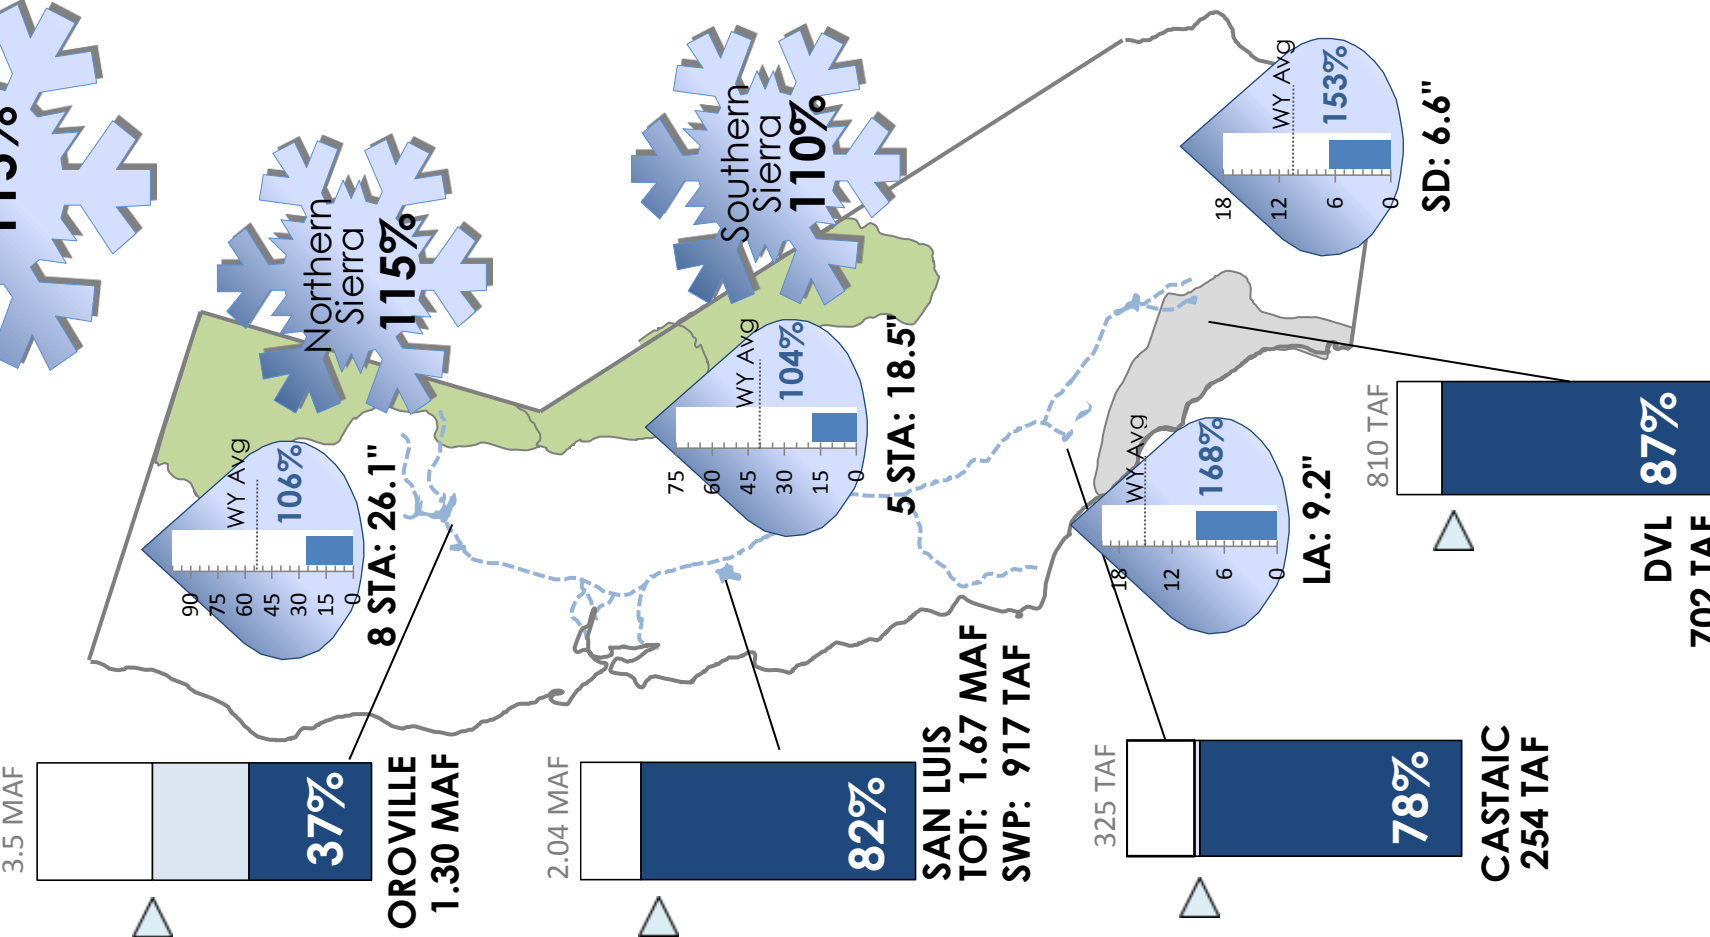 115%
Northern
Sierra
115%
Southern
Sierra
110%
WY Avg
106%
90
75
60
45
30
15
0
8 STA: 26.1"
WY Avg
104%
75
60
45
30
15
0
5 STA: 18.5"
WY Avg
153%
18
12
6
0
SD: 6.6"
WY Avg
168%
18
12
6
0
LA: 9.2"
3.5 MAF
37%
OROVILLE
1.30 MAF
2.04 MAF
82%
SAN LUIS
TOT: 1.67 MAF
SWP: 917 TAF
325 TAF
78%
CASTAIC
254 TAF
810 TAF
87%
DVL
702 TAF